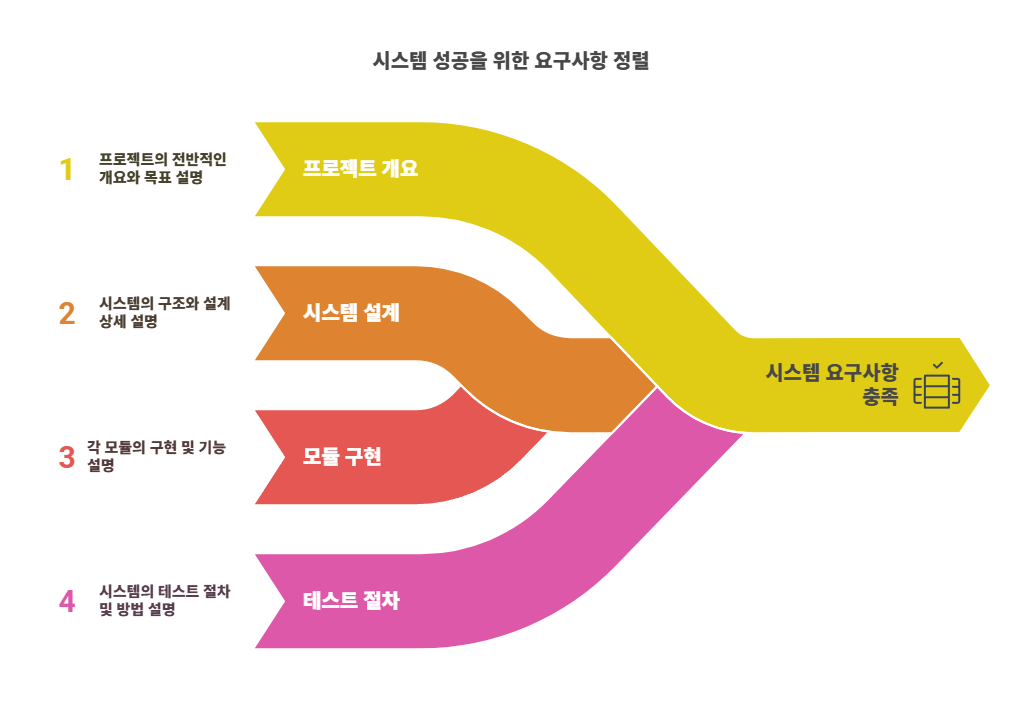 시스템 성공을 위한 요구사항 정렬
1
프로젝트의 전반적인
개요와 목표 설명
프로젝트 개요
2
시스템의 구조와 설계
상세 설명
시스템 설계
시스템 요구사항
충족
3
각 모듈의 구현 및 기능
설명
모듈 구현
4
시스템의 테스트 절차
및 방법 설명
테스트 절차